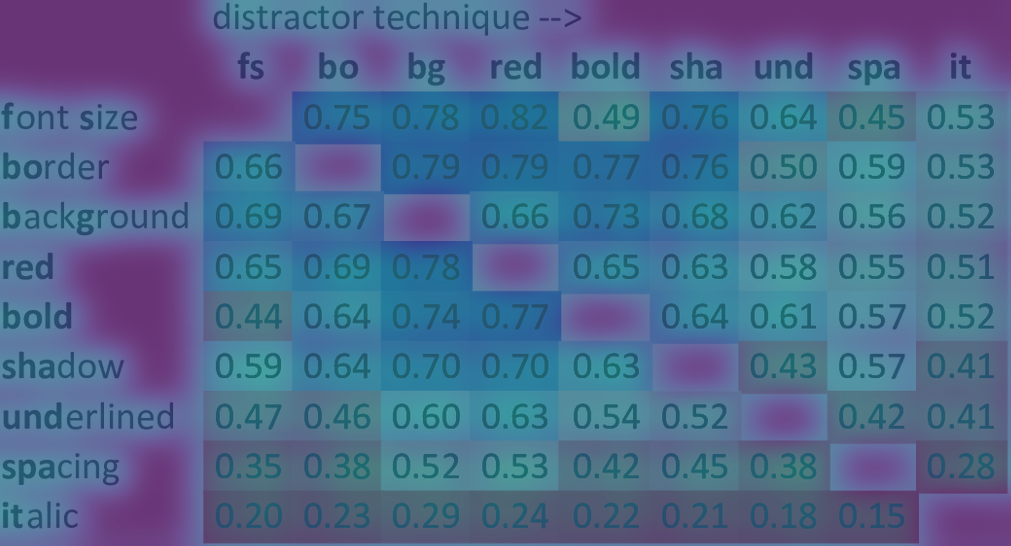 distractor technique -->
fs bo bg red bold sha und spa it
font size 0.75 0.78 0.82 0.49 0.76 0.64 0.45 0.53
border 0.66 0.79 0.79 0.77 0.76 0.50 0.59 0.53
background 0.69 0.67 0.66 0.73 0.68 0.62 0.56 0.52
red 0.65 0.69 0.78 0.65 0.63 0.58 0.55 0.51
bold 0.44 0.64 0.74 0.77 0.64 0.61 0.57 0.52
shadow 0.59 0.64 0.70 0.70 0.63 0.43 0.57 0.41
underlined 0.47 0.46 0.60 0.63 0.54 0.52 0.42 0.41
spacing 0.35 0.38 0.52 0.53 0.42 0.45 0.38 0.28
italic 0.20 0.23 0.29 0.24 0.22 0.21 0.18 0.15